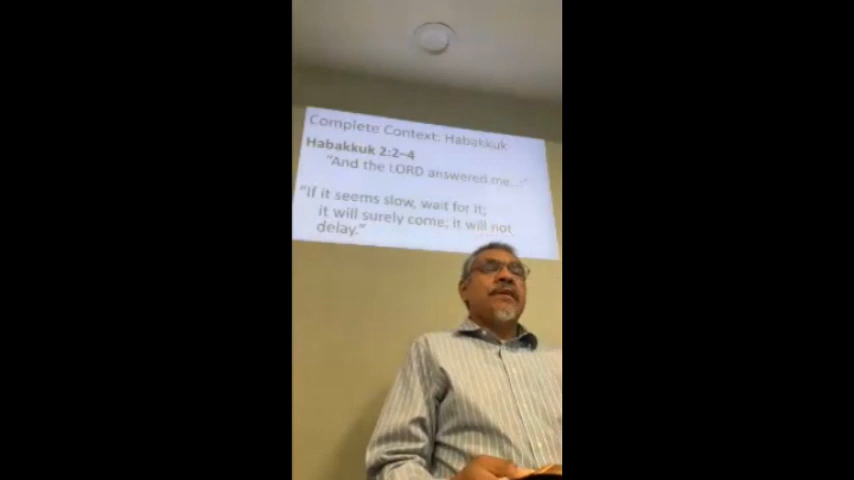 Complete Context: Habakkuk
Habakkuk 2:2–4
"And the LORD answered me...:"
"If it seems slow, wait for it;
it will surely come; it will not
delay."